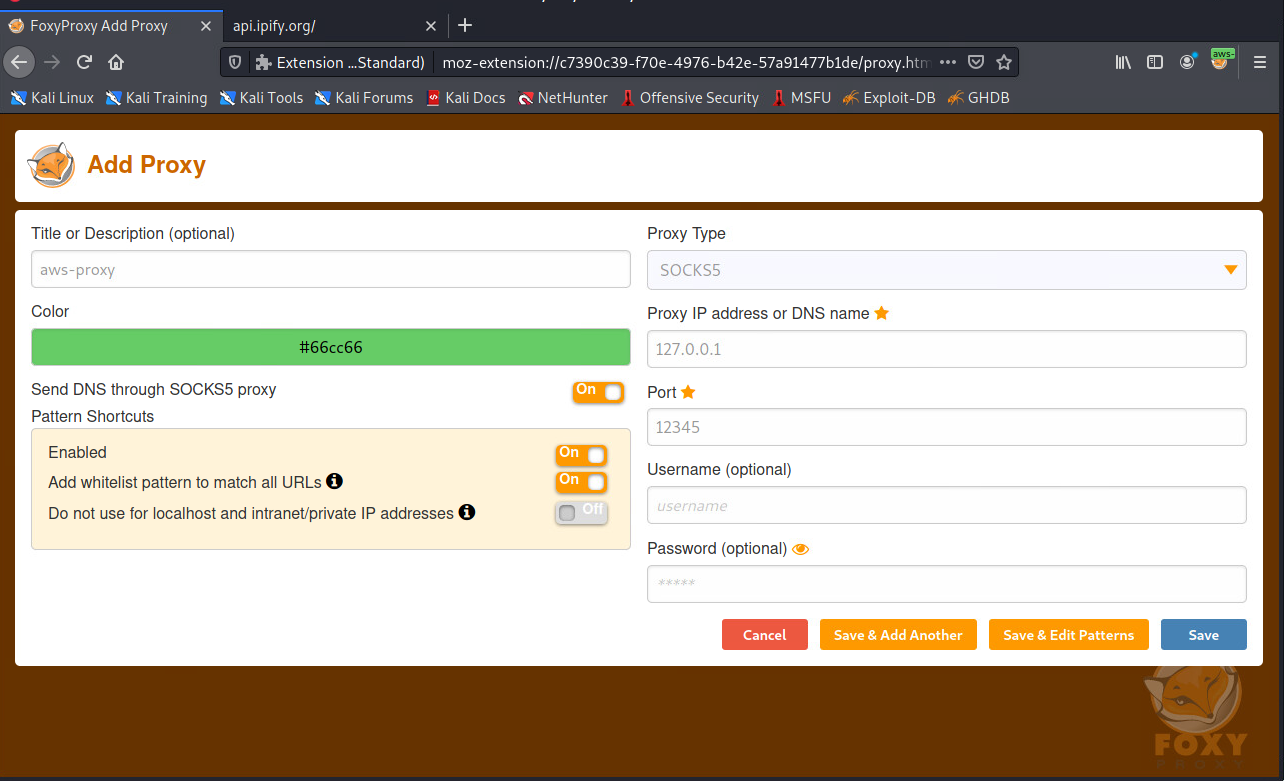 FoxyProxy Add Proxy
api.ipify.org/
Extension ...Standard)
moz-extension://c7390c39-f70e-4976-b42e-57a91477b1de/proxy.htm
aws-
Kali Linux Kali Training Kali Tools Kali Forums Kali Docs NetHunter Offensive Security MSFU Exploit-DB GHDB
Add Proxy
Title or Description (optional)
aws-proxy
Color
#66cc66
Send DNS through SOCKS5 proxy On
Pattern Shortcuts
Enabled On
Add whitelist pattern to match all URLs On
Do not use for localhost and intranet/private IP addresses Off
Proxy Type
SOCKS5
Proxy IP address or DNS name
127.0.0.1
Port
12345
Username (optional)
username
Password (optional)
*****
Cancel
Save & Add Another
Save & Edit Patterns
Save
FOXY
PROXY